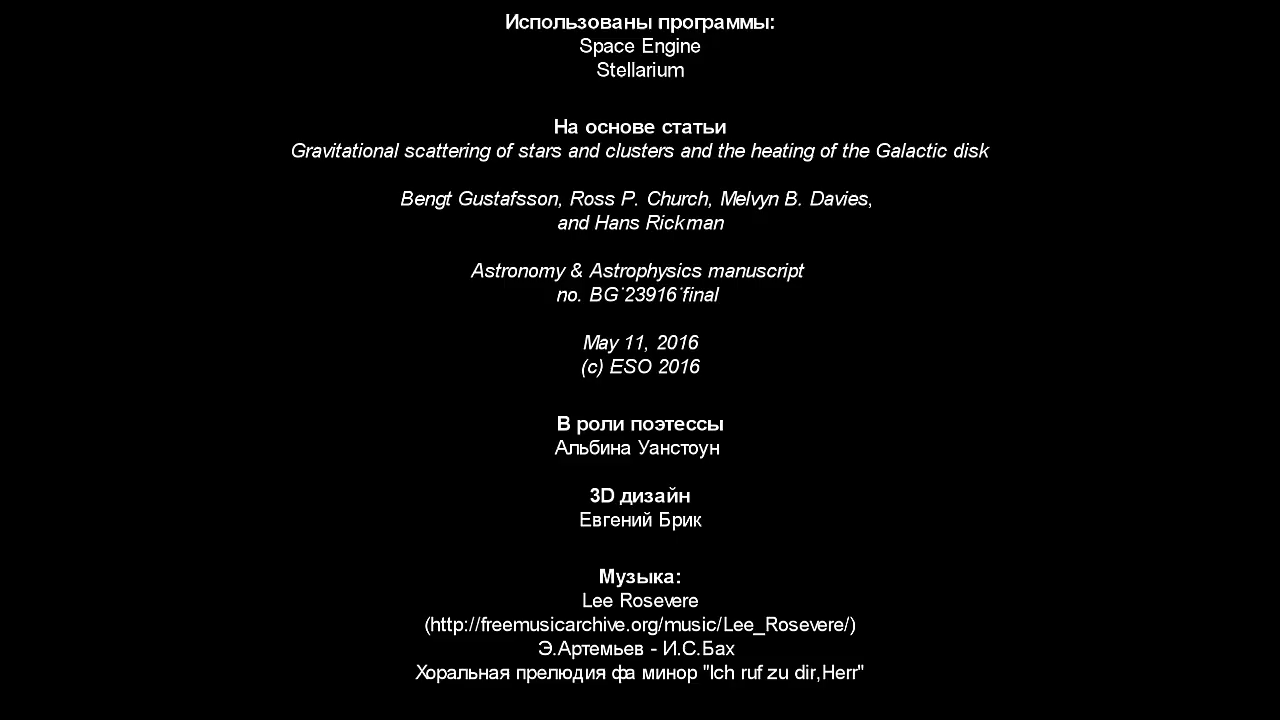 Использованы программы:
Space Engine
Stellarium
На основе статьи
Gravitational scattering of stars and clusters and the heating of the Galactic disk
Bengt Gustafsson, Ross P. Church, Melvyn B. Davies,
and Hans Rickman
Astronomy & Astrophysics manuscript
no. BG˙23916˙final
May 11, 2016
(c) ESO 2016
В роли поэтессы
Альбина Уанстоун
3D дизайн
Евгений Брик
Музыка:
Lee Rosevere
(http://freemusicarchive.org/music/Lee_Rosevere/)
Э.Артемьев - И.С.Бах
Хоральная прелюдия фа минор "Ich ruf zu dir,Herr"